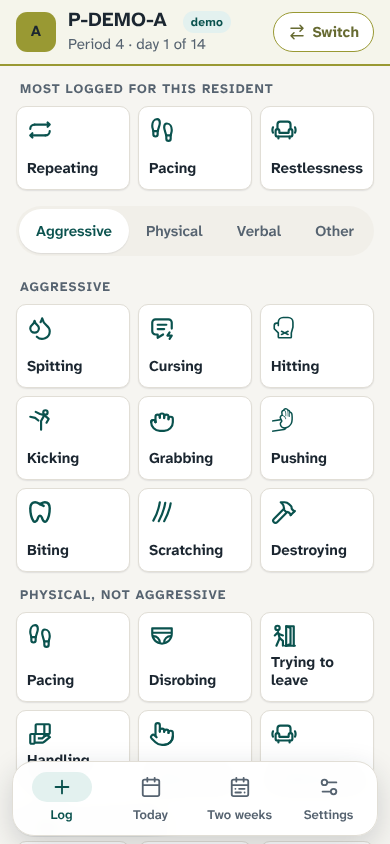 A
P-DEMO-A
demo
Period 4 · day 1 of 14
Switch
MOST LOGGED FOR THIS RESIDENT
Repeating
Pacing
Restlessness
Aggressive
Physical
Verbal
Other
AGGRESSIVE
Spitting
Cursing
Hitting
Kicking
Grabbing
Pushing
Biting
Scratching
Destroying
PHYSICAL, NOT AGGRESSIVE
Pacing
Disrobing
Trying to
leave
Handling
Log
Today
Two weeks
Settings